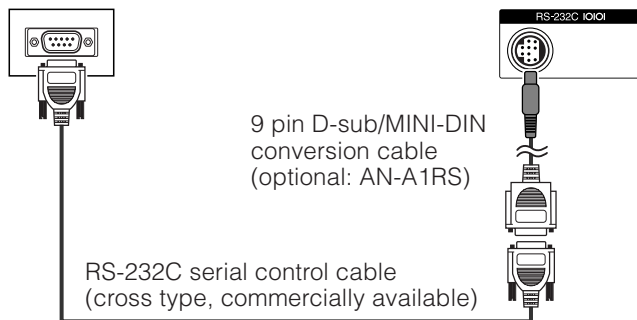 RS-232C IOIOI
9 pin D-sub/MINI-DIN
conversion cable
(optional: AN-A1RS)
RS-232C serial control cable
(cross type, commercially available)